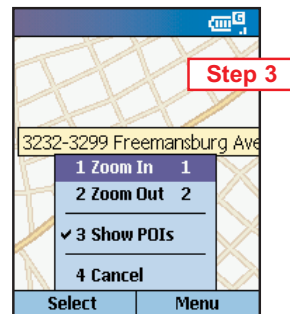 G
Step 3
3232-3299 Freemansburg Ave
1 Zoom In 1
2 Zoom Out 2
✓ 3 Show POIs
4 Cancel
Select Menu